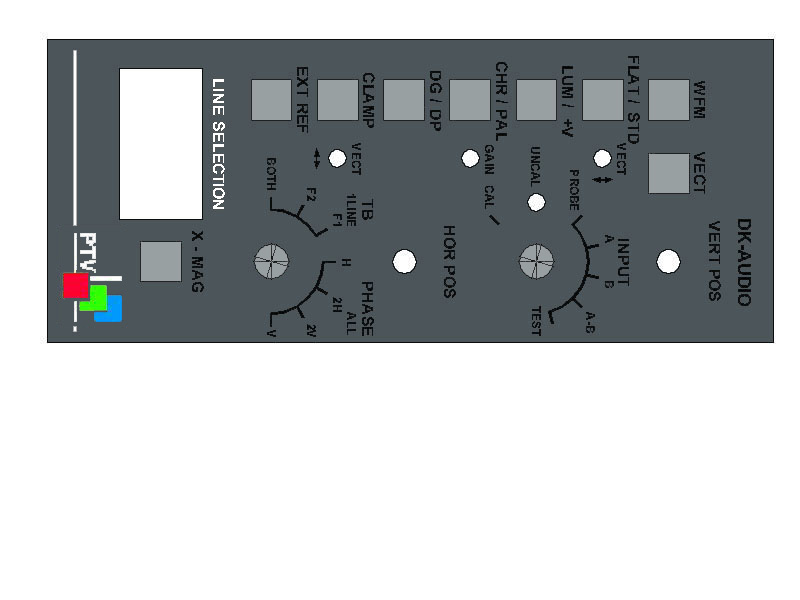 DK-AUDIO
VERT POS
WFM
VECT
FLAT / STD
VECT
INPUT
PROBE
A
B
A-B
TEST
LUM / +V
UNCAL
CHR / PAL
GAIN
CAL
HOR POS
DG / DP
CLAMP
VECT
TB
1LINE
F1
F2
BOTH
PHASE
ALL
H
2H
2V
V
EXT REF
LINE SELECTION
X - MAG
PTV